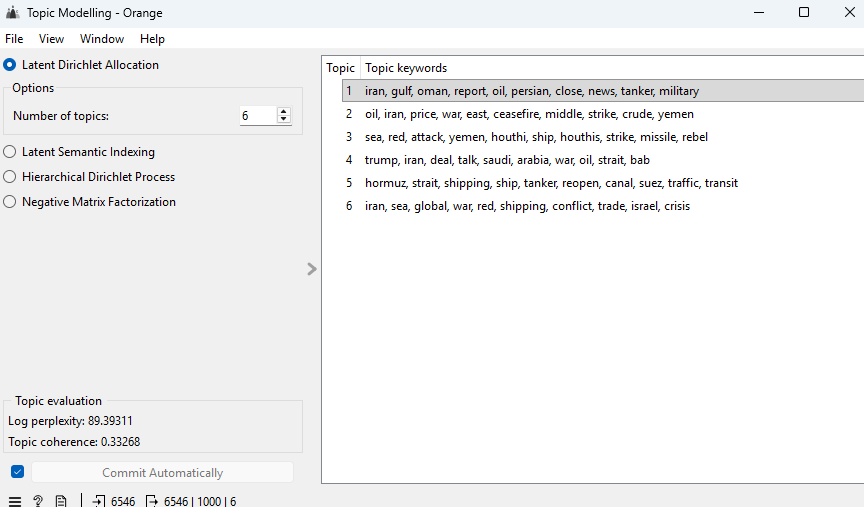 Topic Modelling - Orange
File View Window Help
Latent Dirichlet Allocation
Options
Number of topics: 6
Latent Semantic Indexing
Hierarchical Dirichlet Process
Negative Matrix Factorization
Topic evaluation
Log perplexity: 89.39311
Topic coherence: 0.33268
Commit Automatically
6546 6546 | 1000 | 6
Topic Topic keywords
1 iran, gulf, oman, report, oil, persian, close, news, tanker, military
2 oil, iran, price, war, east, ceasefire, middle, strike, crude, yemen
3 sea, red, attack, yemen, houthi, ship, houthis, strike, missile, rebel
4 trump, iran, deal, talk, saudi, arabia, war, oil, strait, bab
5 hormuz, strait, shipping, ship, tanker, reopen, canal, suez, traffic, transit
6 iran, sea, global, war, red, shipping, conflict, trade, israel, crisis